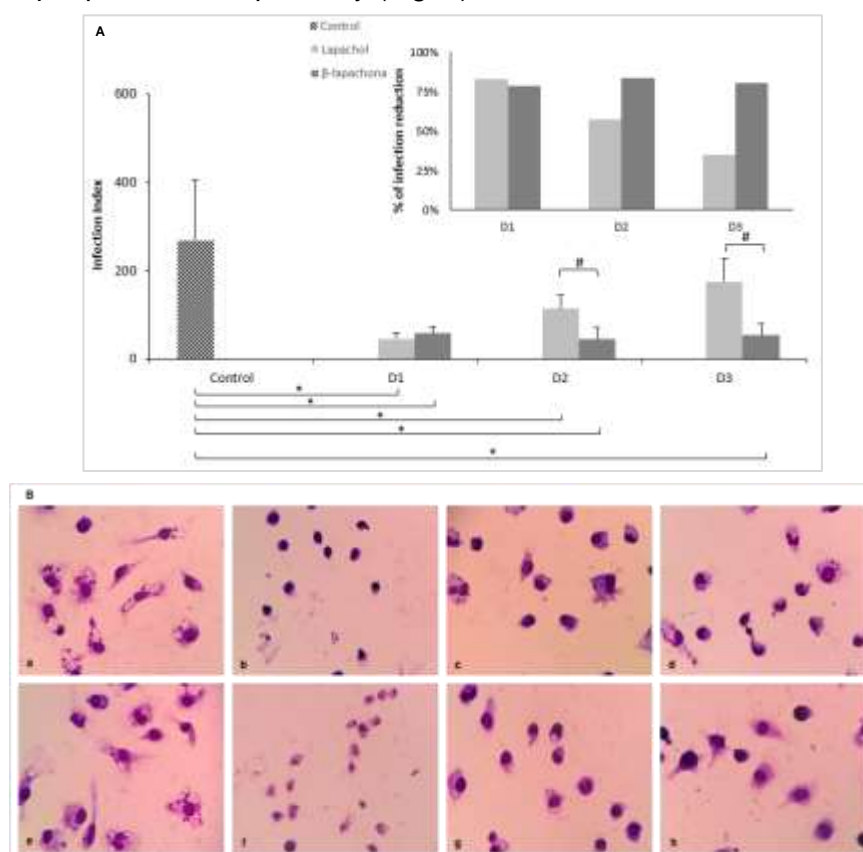 A
Control
Lapachol
β-lapachona
600
400
200
0
Infection index
100%
75%
50%
25%
0%
% of infection reduction
D1 D2 D3
# #
Control D1 D2 D3
*
*
*
*
*
B
a b c d
e f g h